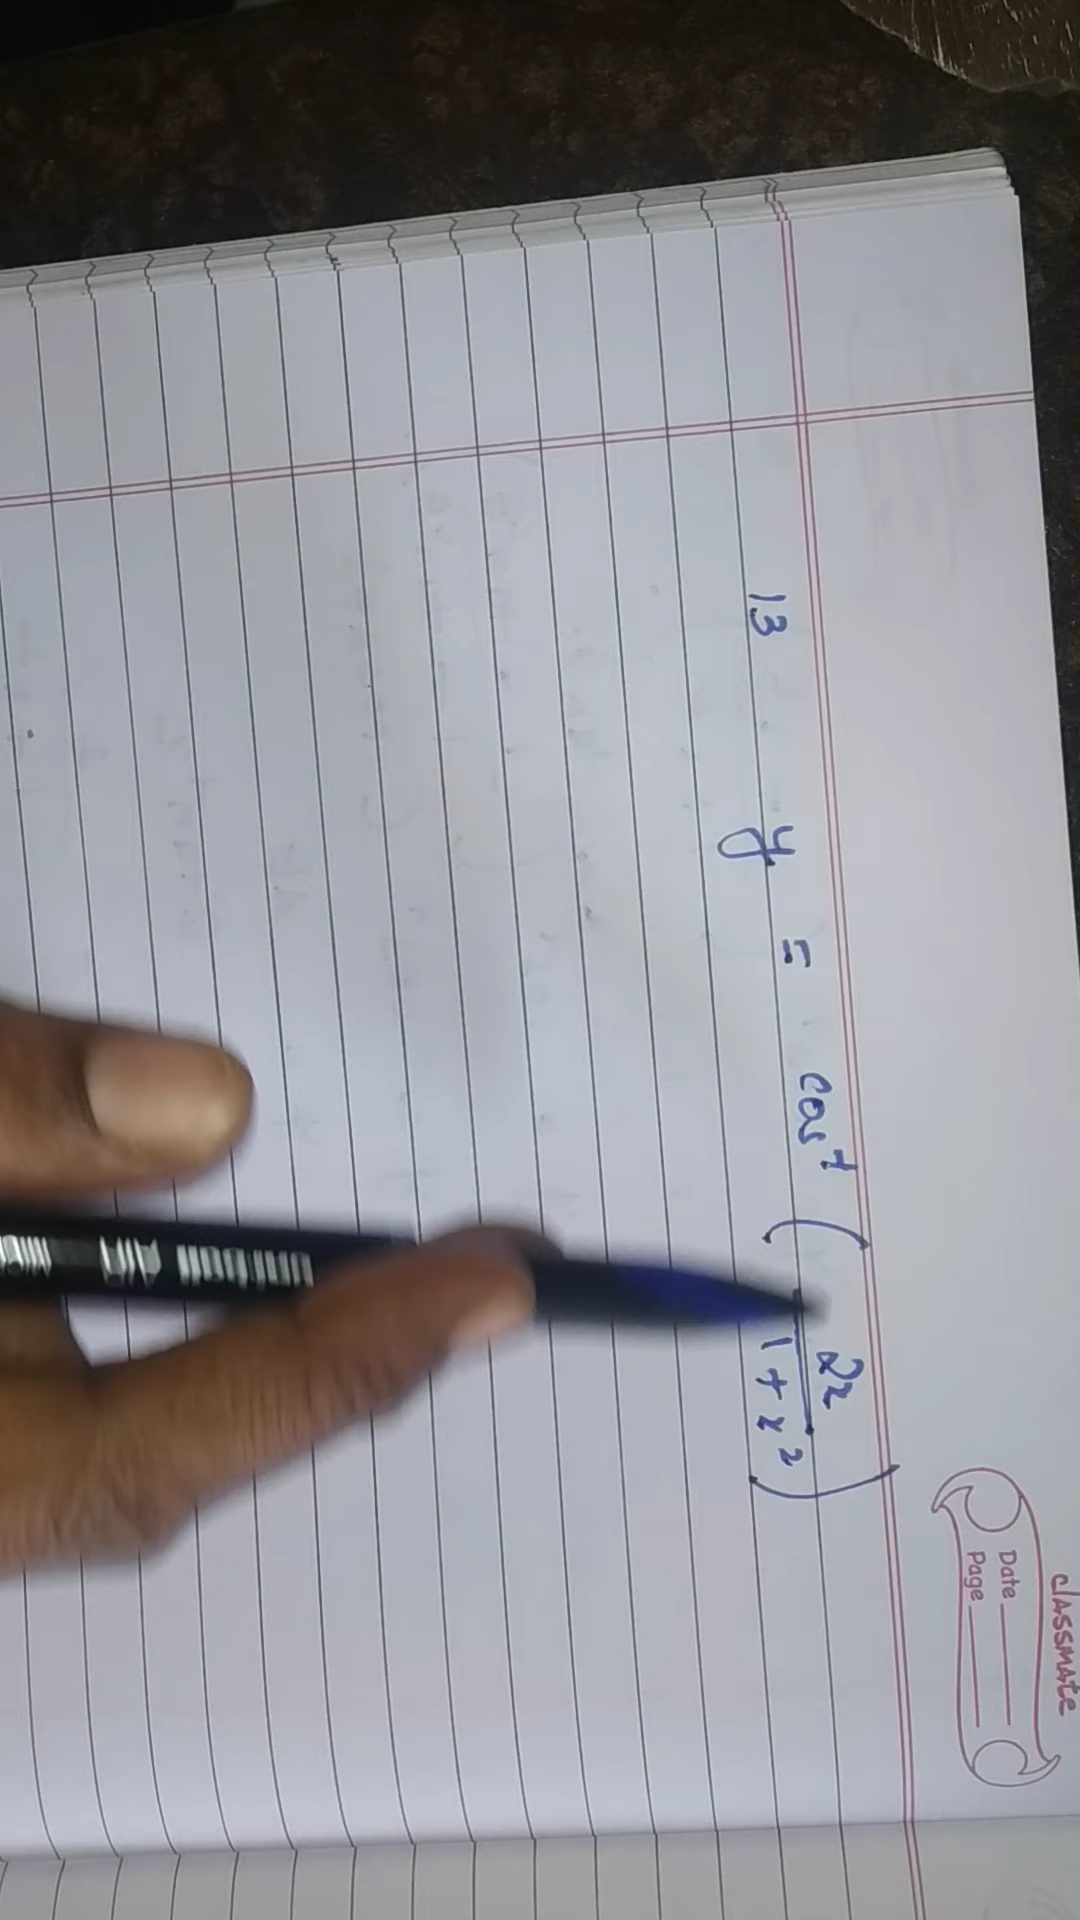 classmate
Date
Page
13 y = cos⁻¹ ( 2x / 1 + x² )